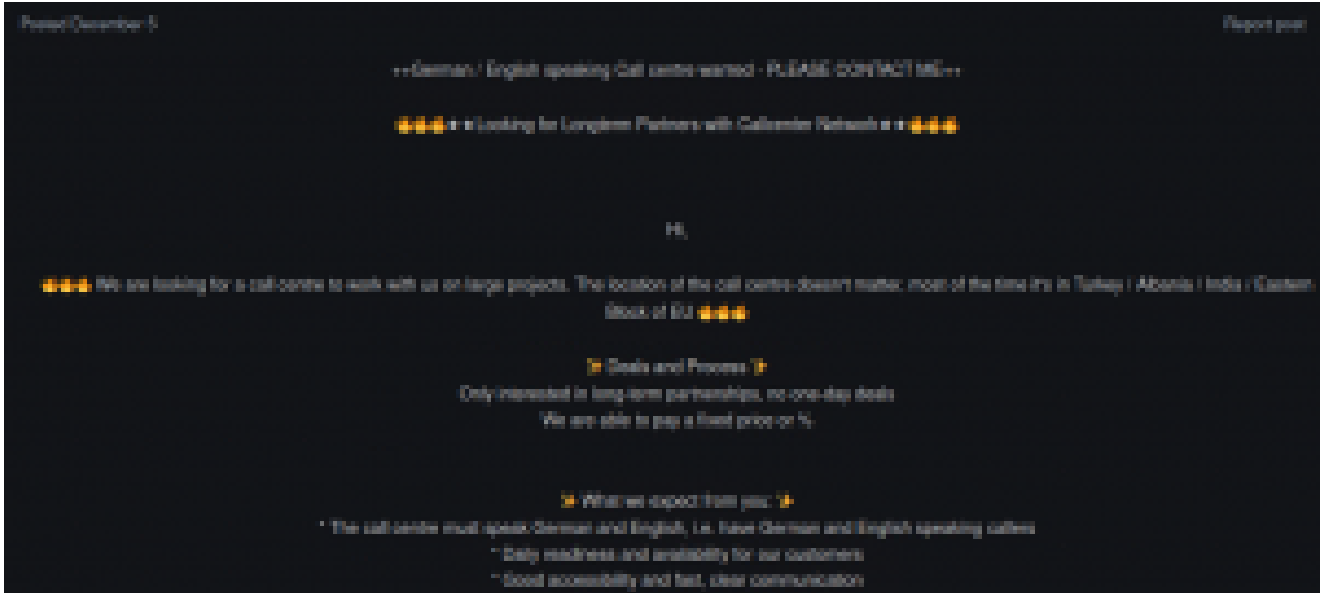 Posted December 5
Report post
++German / English speaking Call centre wanted - PLEASE CONTACT ME++
🔥🔥🔥★★Looking for Longterm Partners with Callcenter Network★★🔥🔥🔥
Hi,
🔥🔥🔥 We are looking for a call centre to work with us on large projects. The location of the call centre doesn't matter, most of the time it's in Turkey / Albania / India / Eastern
Block of EU 🔥🔥🔥
Deals and Process
Only interested in long-term partnerships, no one-day deals
We are able to pay a fixed price or %
What we expect from you:
* The call centre must speak German and English, i.e. have German and English speaking callers
* Daily readiness and availability for our customers
* Good accessibility and fast, clear communication